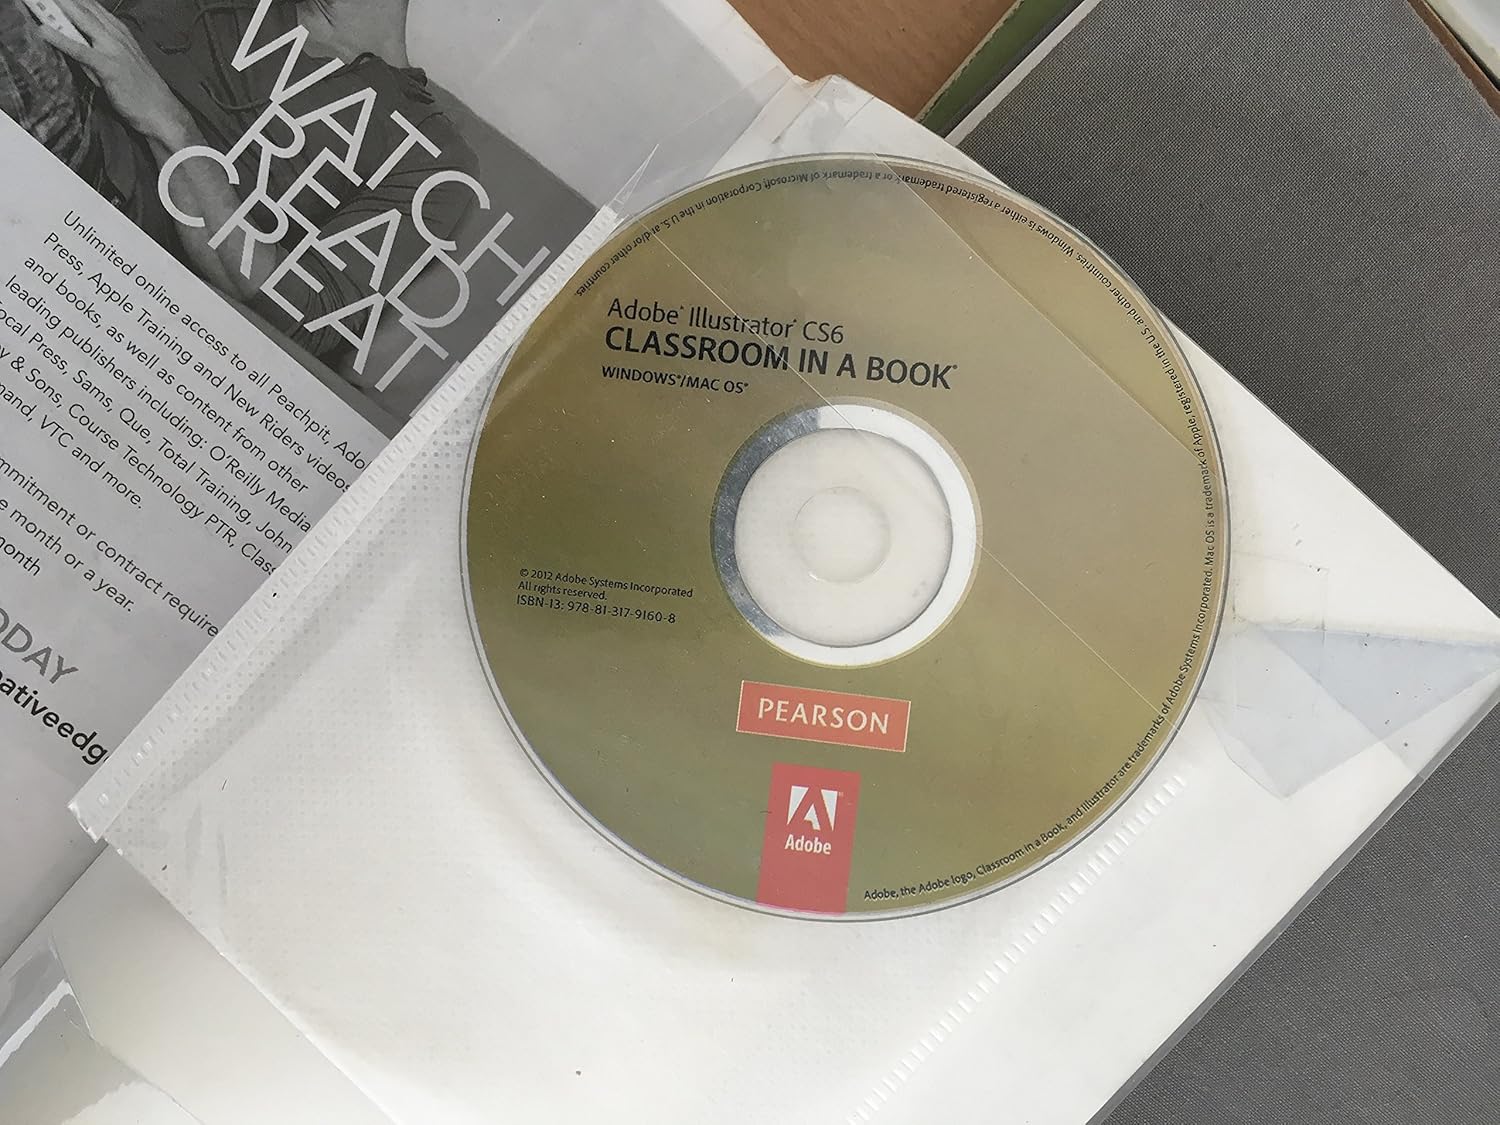 WATCH
READ
CREATE
Unlimited online access to all Peachpit, Ado
Press, Apple Training and New Riders videos
and books, as well as content from other
leading publishers including: O'Reilly Media
ocal Press, Sams, Que, Total Training, John
y & Sons, Course Technology PTR, Class
mand, VTC and more.
mmitment or contract require
e month or a year.
onth
ODAY
eativeedg
Adobe® Illustrator® CS6
CLASSROOM IN A BOOK®
WINDOWS®/MAC OS®
© 2012 Adobe Systems Incorporated
All rights reserved.
ISBN-13: 978-81-317-9160-8
PEARSON
Adobe
Adobe, the Adobe logo, Classroom in a Book, and Illustrator are trademarks of Adobe Systems Incorporated. Mac OS is a trademark of Apple, registered in the U.S. and other countries. Windows is either a registered trademark or a trademark of Microsoft Corporation in the U.S. and/or other countries.